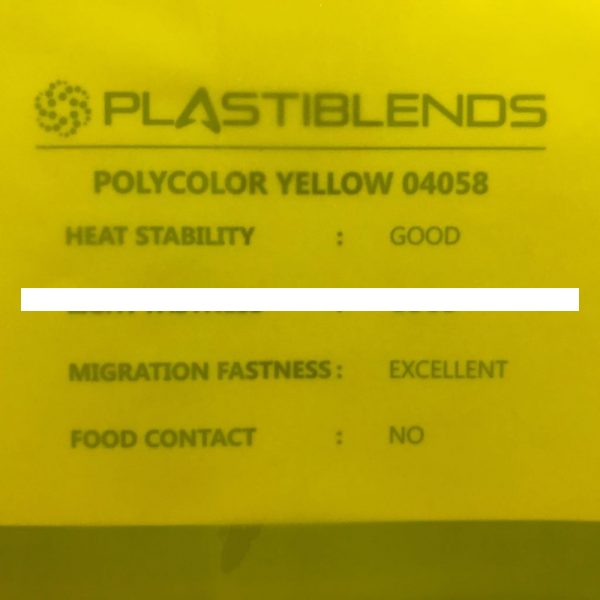 PLASTIBLENDS
POLYCOLOR YELLOW 04058
HEAT STABILITY : GOOD
MIGRATION FASTNESS : EXCELLENT
FOOD CONTACT : NO